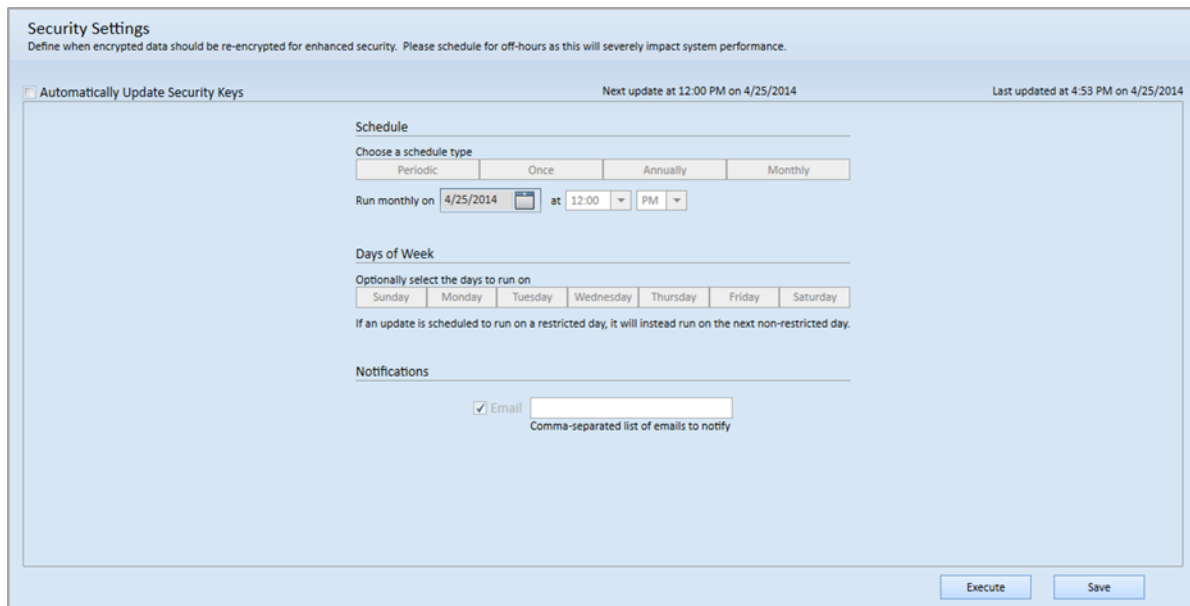 Security Settings
Define when encrypted data should be re-encrypted for enhanced security. Please schedule for off-hours as this will severely impact system performance.
Automatically Update Security Keys
Next update at 12:00 PM on 4/25/2014
Last updated at 4:53 PM on 4/25/2014
Schedule
Choose a schedule type
Periodic Once Annually Monthly
Run monthly on 4/25/2014 at 12:00 PM
Days of Week
Optionally select the days to run on
Sunday Monday Tuesday Wednesday Thursday Friday Saturday
If an update is scheduled to run on a restricted day, it will instead run on the next non-restricted day.
Notifications
Email
Comma-separated list of emails to notify
Execute Save